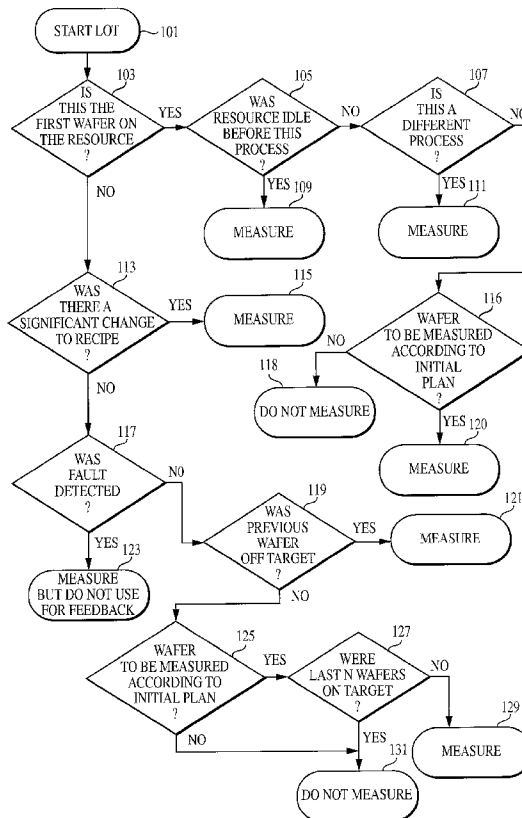 START LOT
101
103
IS
THIS THE
FIRST WAFER ON
THE RESOURCE
?
YES
NO
105
WAS
RESOURCE IDLE
BEFORE THIS
PROCESS
?
NO
YES
107
IS
THIS A
DIFFERENT
PROCESS
?
NO
YES
109
MEASURE
111
MEASURE
113
WAS
THERE A
SIGNIFICANT CHANGE
TO RECIPE
?
YES
NO
115
MEASURE
116
WAFER
TO BE MEASURED
ACCORDING TO
INITIAL
PLAN
?
NO
YES
118
DO NOT MEASURE
120
MEASURE
117
WAS
FAULT
DETECTED
?
NO
YES
123
MEASURE
BUT DO NOT USE
FOR FEEDBACK
119
WAS
PREVIOUS
WAFER
OFF TARGET
?
YES
NO
121
MEASURE
125
WAFER
TO BE MEASURED
ACCORDING TO
INITIAL PLAN
?
YES
NO
127
WERE
LAST N WAFERS
ON TARGET
?
NO
YES
129
MEASURE
131
DO NOT MEASURE